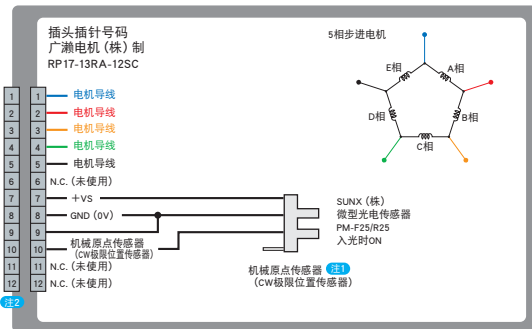 插头插针号码
广濑电机（株）制
RP17-13RA-12SC
1 1 电机导线
2 2 电机导线
3 3 电机导线
4 4 电机导线
5 5 电机导线
6 6 N.C.（未使用）
7 7 ＋VS
8 8 GND（0V）
9 9
10 10 机械原点传感器
（CW极限位置传感器）
11 11 N.C.（未使用）
12 12 N.C.（未使用）
注2
5相步进电机
E相
A相
D相
B相
C相
SUNX（株）
微型光电传感器
PM-F25/R25
入光时ON
机械原点传感器 注1
（CW极限位置传感器）